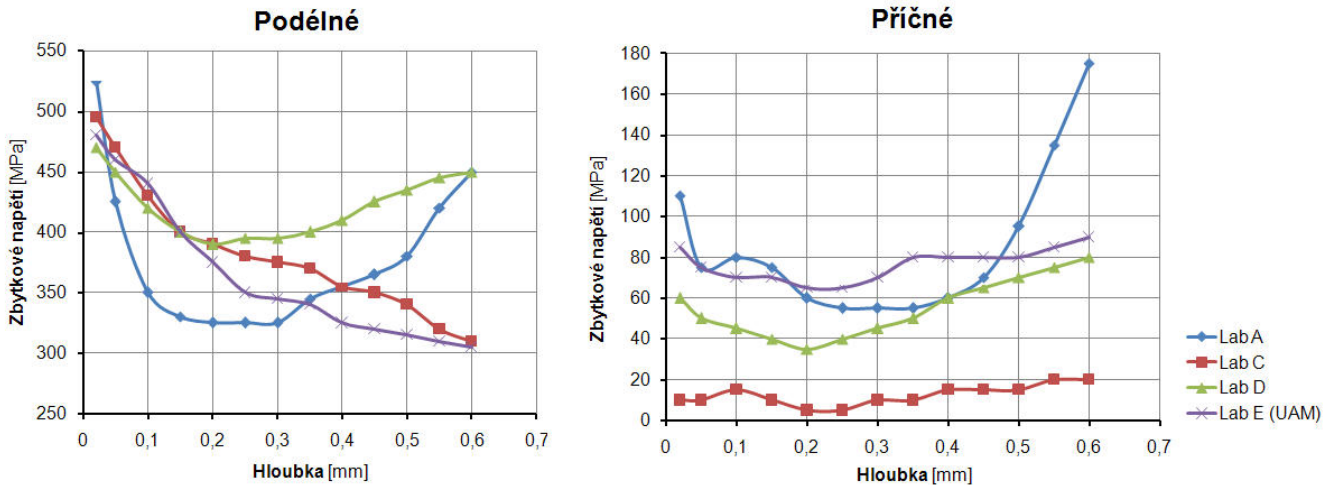 Podélné
550
500
450
400
350
300
250
0 0,1 0,2 0,3 0,4 0,5 0,6 0,7
Zbytkové napětí [MPa]
Hloubka [mm]
Příčné
180
160
140
120
100
80
60
40
20
0
0 0,1 0,2 0,3 0,4 0,5 0,6 0,7
Zbytkové napětí [MPa]
Hloubka [mm]
Lab A
Lab C
Lab D
Lab E (UAM)